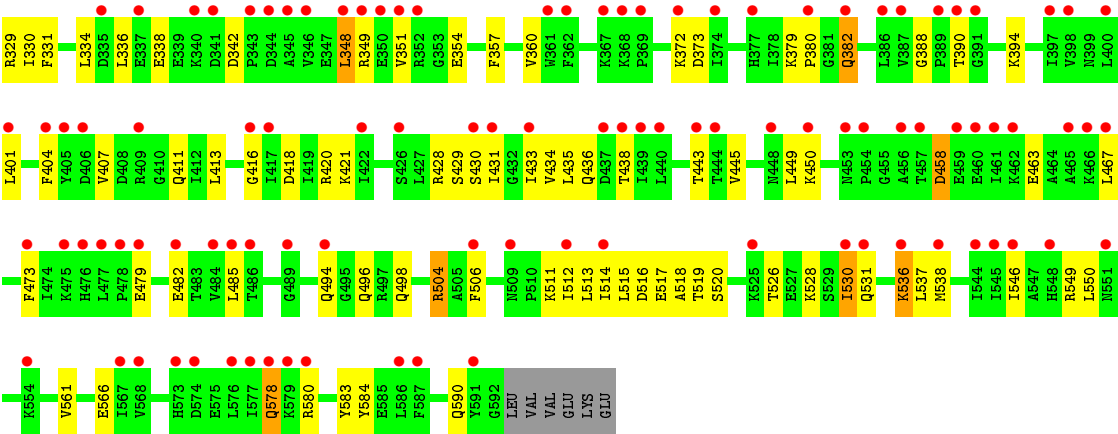 R329 I330 F331 L334 D335 L336 E337 E338 E339 K340 D341 D342 P343 D344 A345 V346 E347 L348 R349 E350 V351 R352 G353 E354 F357 V360 W361 F362 K367 K368 P369 K372 D373 I374 H377 I378 K379 P380 G381 Q382 L386 V387 G388 P389 T390 G391 K394 I397 V398 N399 L400
L401 F404 Y405 D406 V407 D408 R409 G410 Q411 I412 L413 G416 I417 D418 I419 R420 K421 I422 S426 L427 R428 S429 S430 I431 G432 I433 V434 L435 Q436 D437 T438 I439 L440 T443 T444 V445 N448 L449 K450 N453 P454 G455 A456 T457 D458 E459 E460 I461 K462 E463 A464 A465 K466 L467
F473 I474 K475 H476 L477 P478 E479 E482 T483 V484 L485 T486 G489 Q494 G495 Q496 R497 Q498 R504 A505 F506 N509 P510 K511 I512 L513 I514 L515 D516 E517 A518 T519 S520 K525 T526 E527 K528 S529 I530 Q531 K536 L537 M538 I544 I545 I546 A547 H548 R549 L550 N551
K554 V561 E566 I567 V568 H573 D574 E575 L576 I577 Q578 K579 R580 Y583 Y584 E585 L586 F587 Q590 Y591 G592 LEU VAL VAL GLU LYS GLU